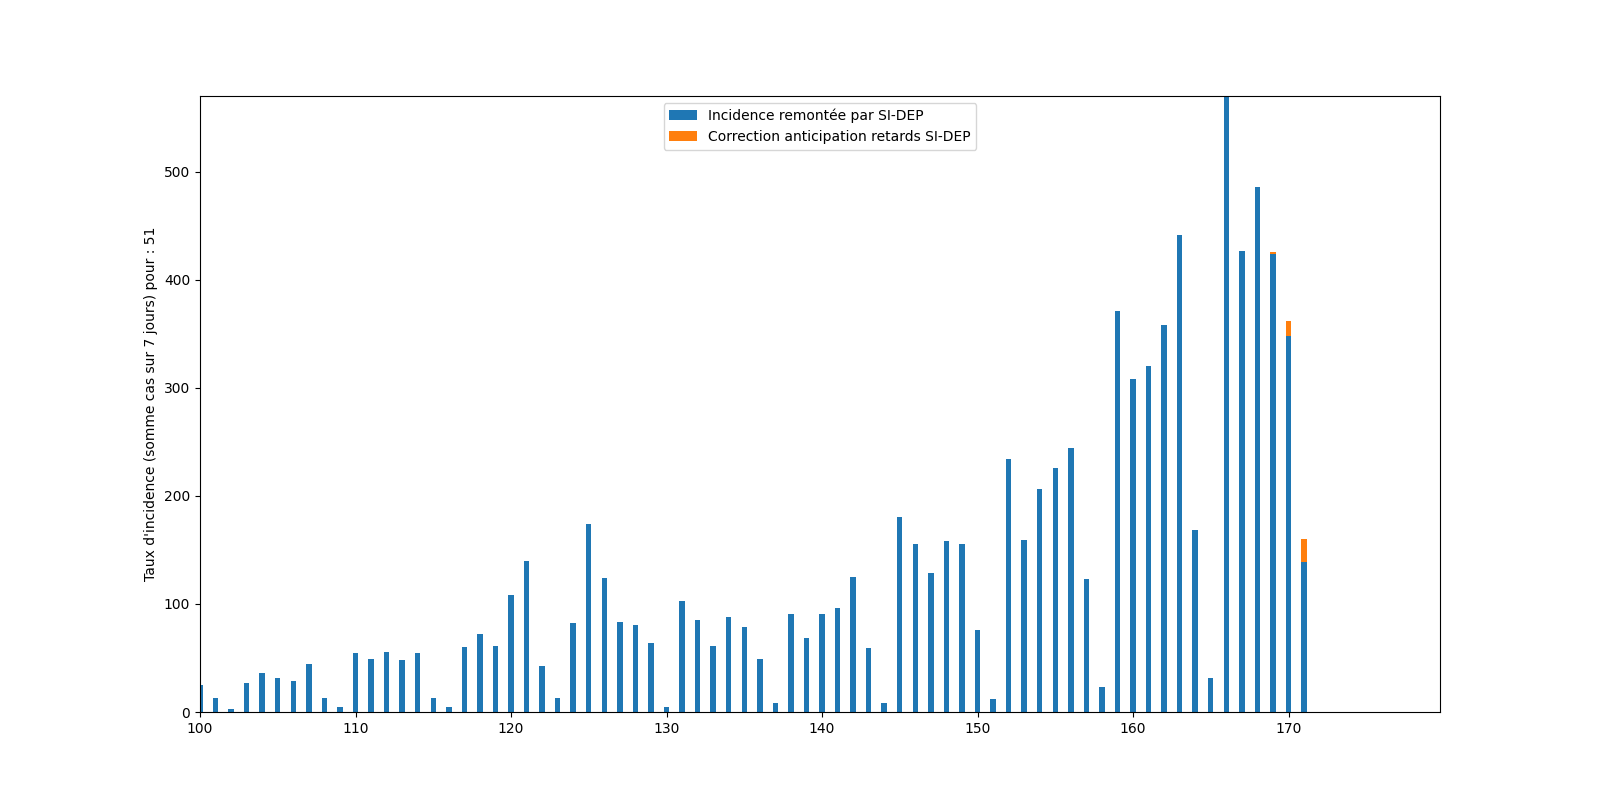 Incidence remontée par SI-DEP
Correction anticipation retards SI-DEP
Taux d'incidence (somme cas sur 7 jours) pour : 51
500
400
300
200
100
0
100 110 120 130 140 150 160 170